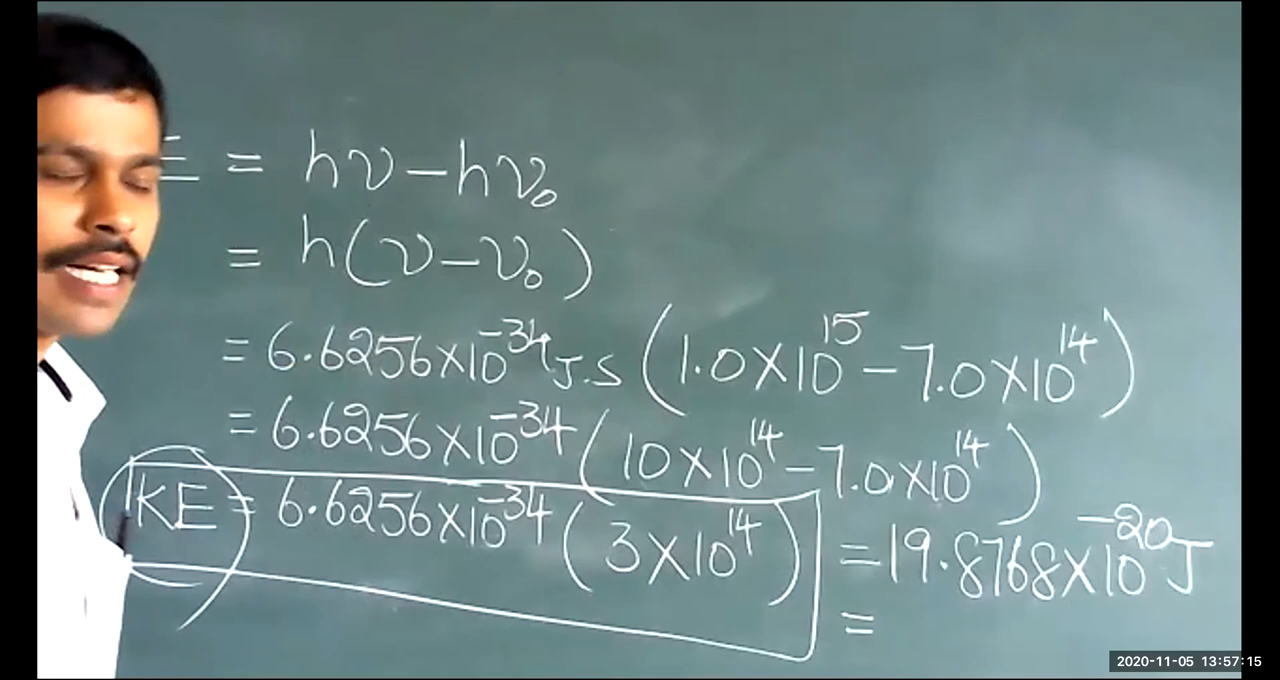 E = hν – hν₀
= h(ν – ν₀)
= 6.6256×10⁻³⁴ J.S (1.0×10¹⁵ – 7.0×10¹⁴)
= 6.6256×10⁻³⁴ (10×10¹⁴ – 7.0×10¹⁴)
KE = 6.6256×10⁻³⁴ (3×10¹⁴) = 19.8768×10⁻²⁰ J
=
2020-11-05 13:57:15